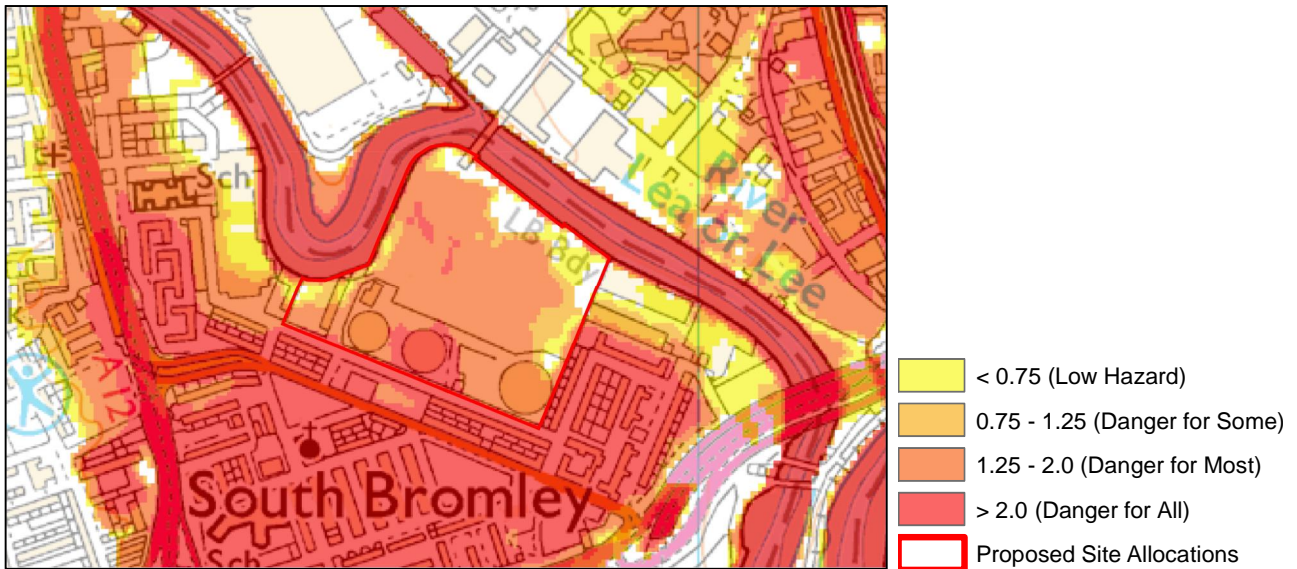 Sch
River
Lea or Lee
LB Bdy
A12
South Bromley
Sch
< 0.75 (Low Hazard)
0.75 - 1.25 (Danger for Some)
1.25 - 2.0 (Danger for Most)
> 2.0 (Danger for All)
Proposed Site Allocations